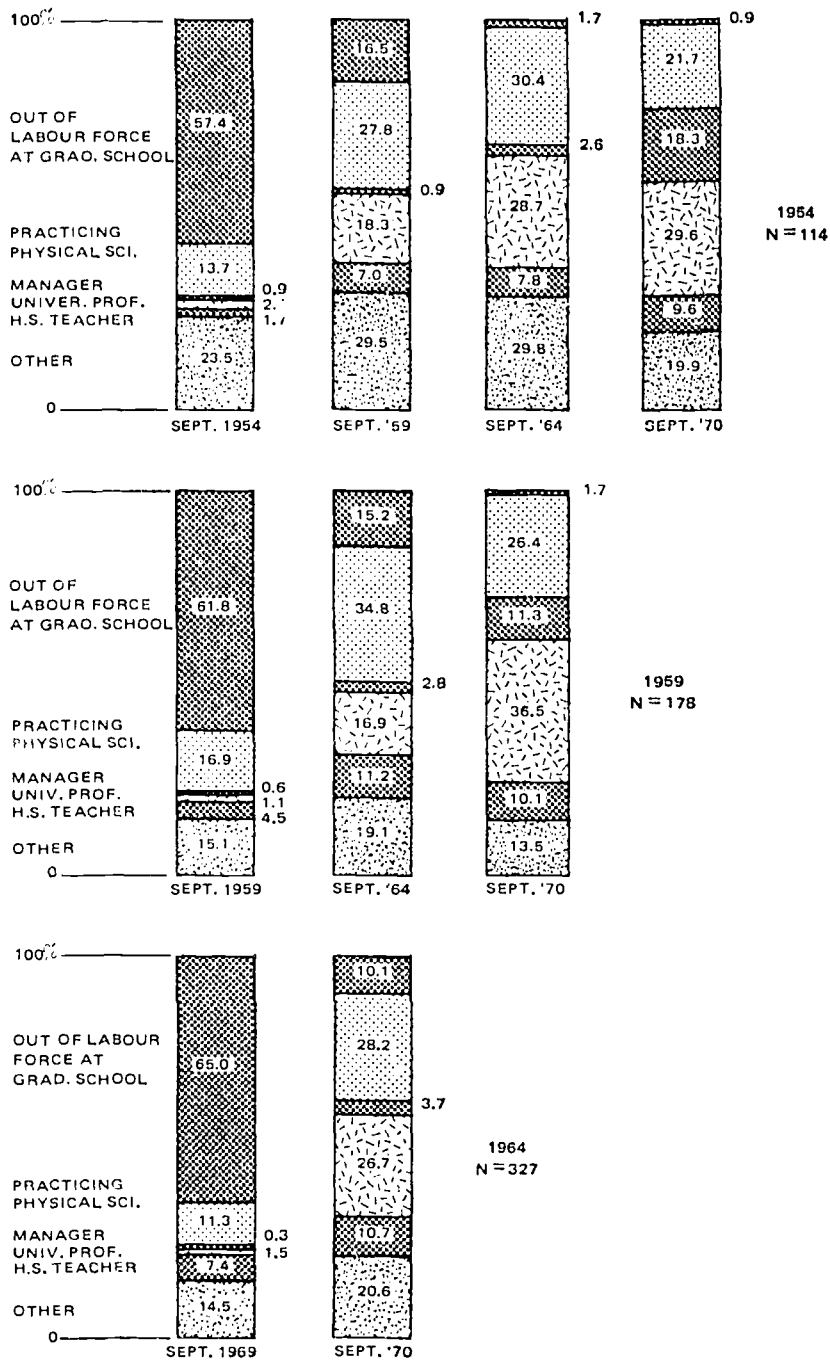 100%
OUT OF
LABOUR FORCE
AT GRAO. SCHOOL
PRACTICING
PHYSICAL SCI.
MANAGER
UNIVER. PROF.
H.S. TEACHER
OTHER
0
57.4
13.7
0.9
1.7
23.5
SEPT. 1954
16.5
27.8
0.9
18.3
7.0
29.5
SEPT. '59
1.7
30.4
2.6
28.7
7.8
29.8
SEPT. '64
0.9
21.7
18.3
29.6
9.6
19.9
SEPT. '70
1954
N = 114
100%
OUT OF
LABOUR FORCE
AT GRAO. SCHOOL
PRACTICING
PHYSICAL SCI.
MANAGER
UNIV. PROF.
H.S. TEACHER
OTHER
0
61.8
16.9
0.6
1.1
4.5
15.1
SEPT. 1959
15.2
34.8
2.8
16.9
11.2
19.1
SEPT. '64
1.7
26.4
11.3
36.5
10.1
13.5
SEPT. '70
1959
N = 178
100%
OUT OF LABOUR
FORCE AT
GRAD. SCHOOL
PRACTICING
PHYSICAL SCI.
MANAGER
UNIV. PROF.
H.S. TEACHER
OTHER
0
65.0
11.3
0.3
1.5
7.4
14.5
SEPT. 1969
10.1
28.2
3.7
26.7
10.7
20.6
SEPT. '70
1964
N = 327